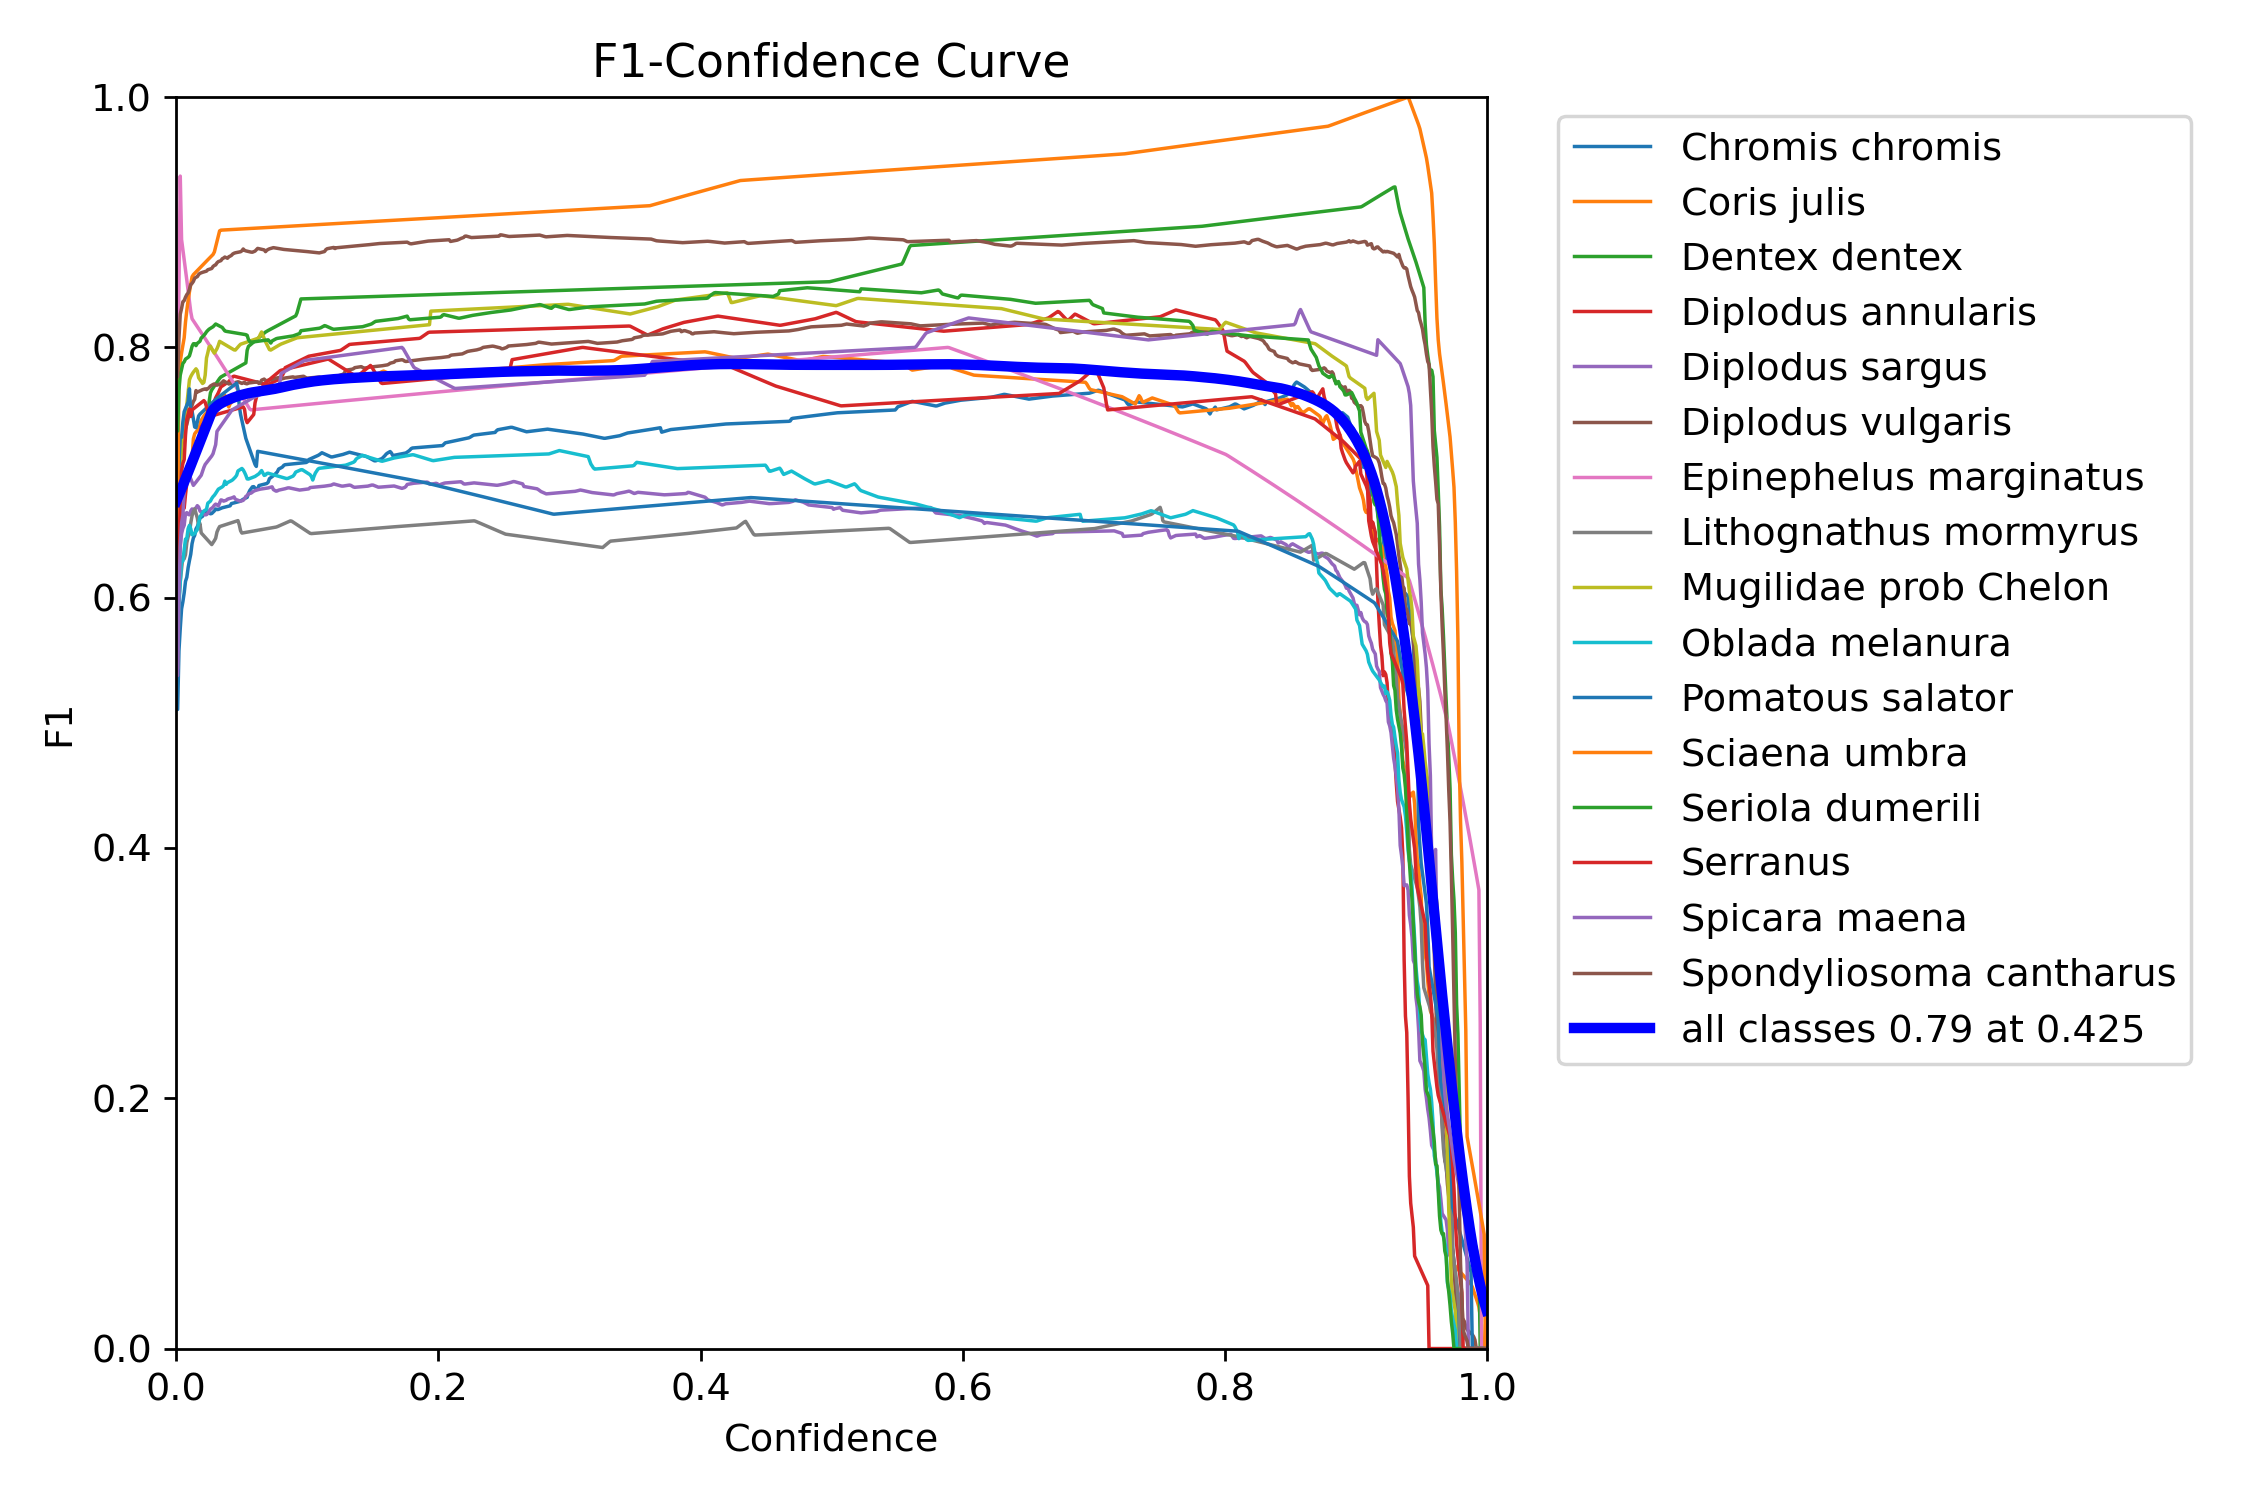 F1-Confidence Curve
1.0
0.8
0.6
0.4
0.2
0.0
F1
0.0 0.2 0.4 0.6 0.8 1.0
Confidence
Chromis chromis
Coris julis
Dentex dentex
Diplodus annularis
Diplodus sargus
Diplodus vulgaris
Epinephelus marginatus
Lithognathus mormyrus
Mugilidae prob Chelon
Oblada melanura
Pomatous salator
Sciaena umbra
Seriola dumerili
Serranus
Spicara maena
Spondyliosoma cantharus
all classes 0.79 at 0.425